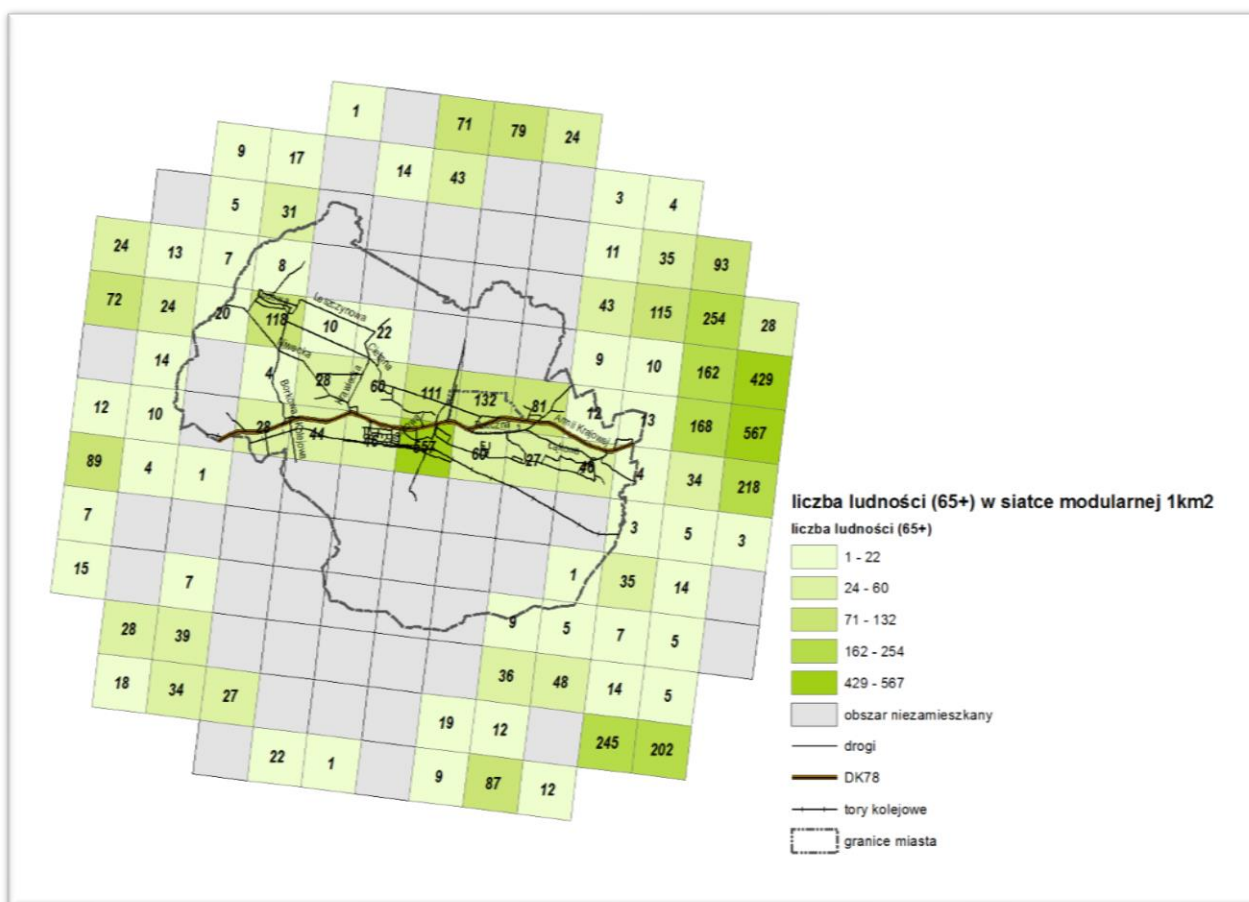 1 71 79 24
9 17 14 43
3 4
5 31
11 35 93
24 13 7 8
43 115 254 28
72 24 20 118 10 22
Leszczynowa
9 10 162 429
14 4 28 60 111 132 81 12 13 168 567
Cielętna
Borkowa
Kolejowa
Armii Krajowej
12 10 28 44 557 60 27 46 4 34 218
89 4 1
3 5 3
7
1 35 14
15 7
9 5 7 5
28 39
36 48 14 5
18 34 27
19 12 245 202
22 1 9 87 12
liczba ludności (65+) w siatce modularnej 1km2
liczba ludności (65+)
1 - 22
24 - 60
71 - 132
162 - 254
429 - 567
obszar niezamieszkany
drogi
DK78
tory kolejowe
granice miasta